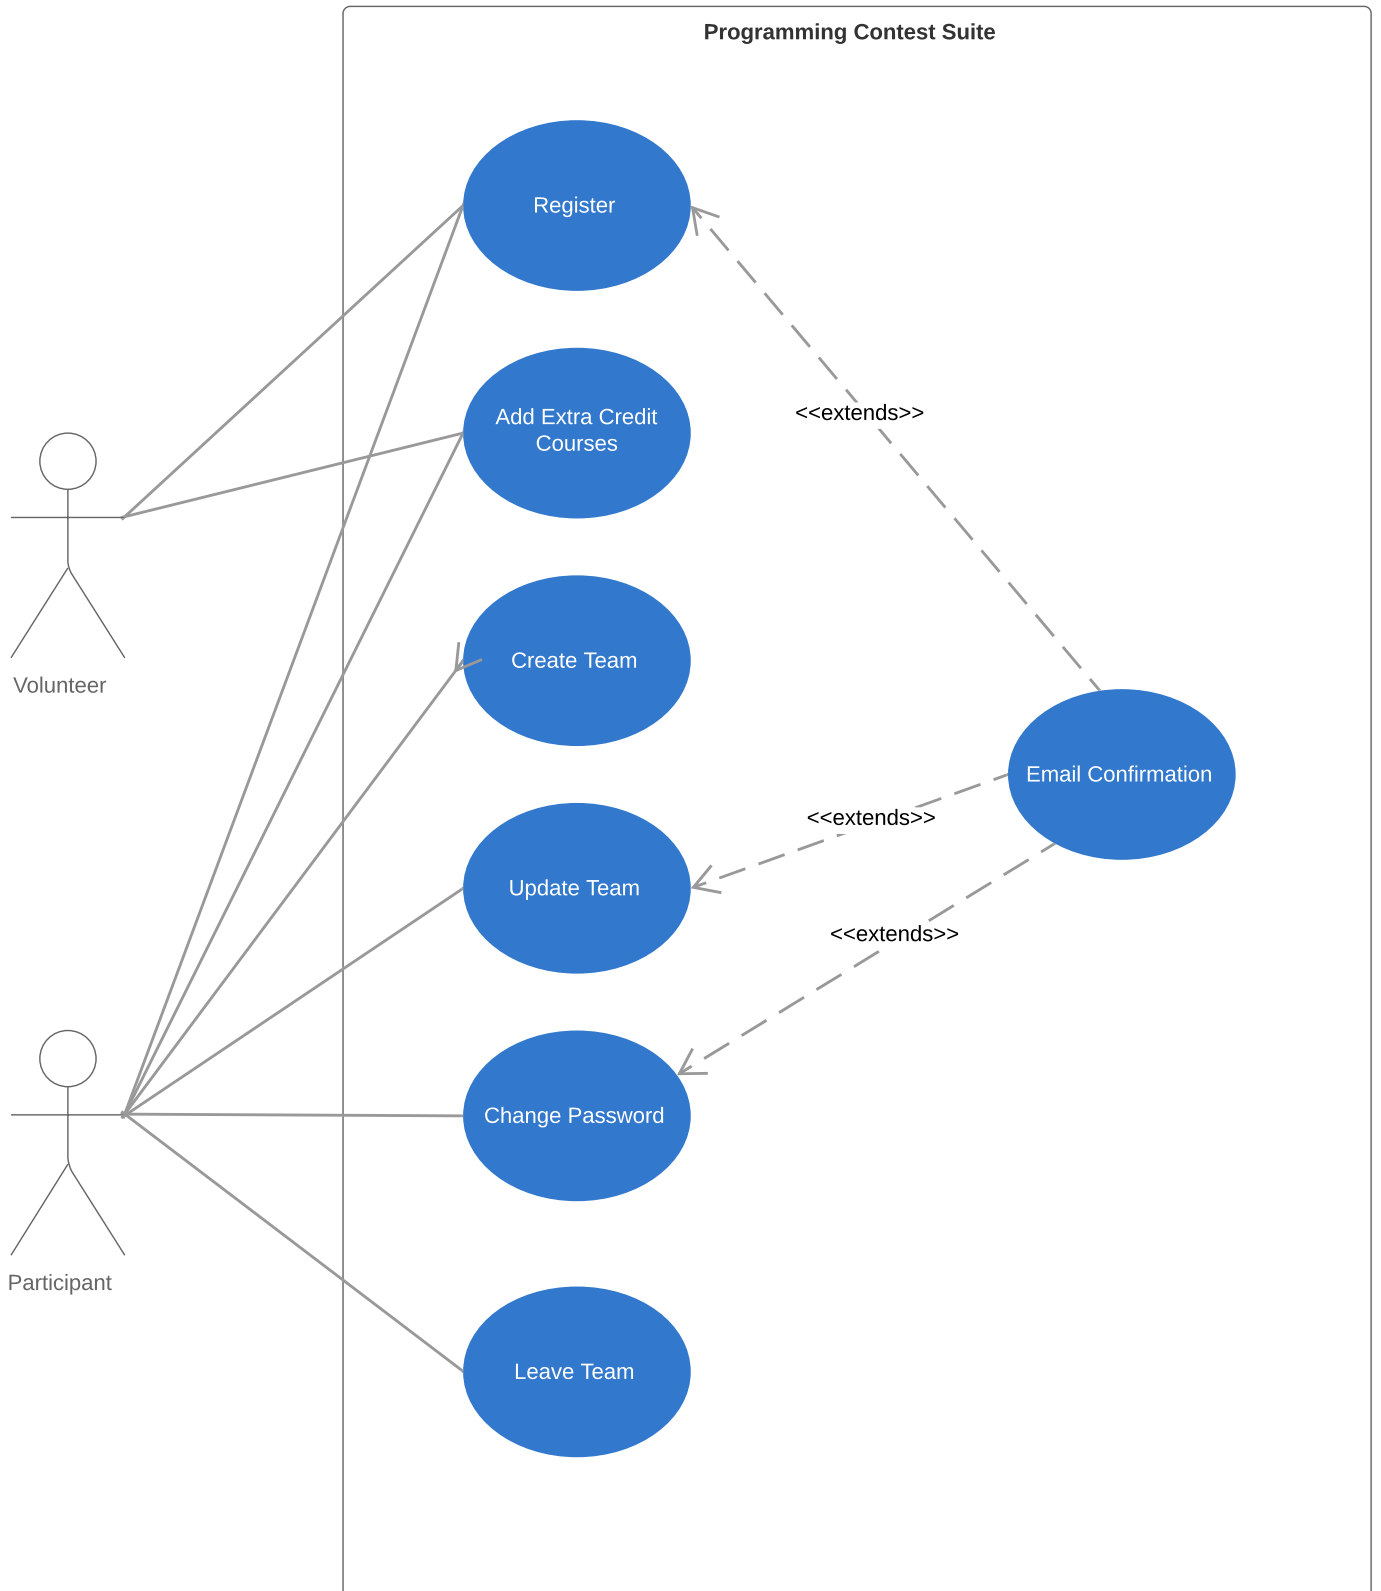 Programming Contest Suite
Register
<<extends>>
Add Extra Credit
Courses
Create Team
Volunteer
Email Confirmation
<<extends>>
Update Team
<<extends>>
Change Password
Participant
Leave Team